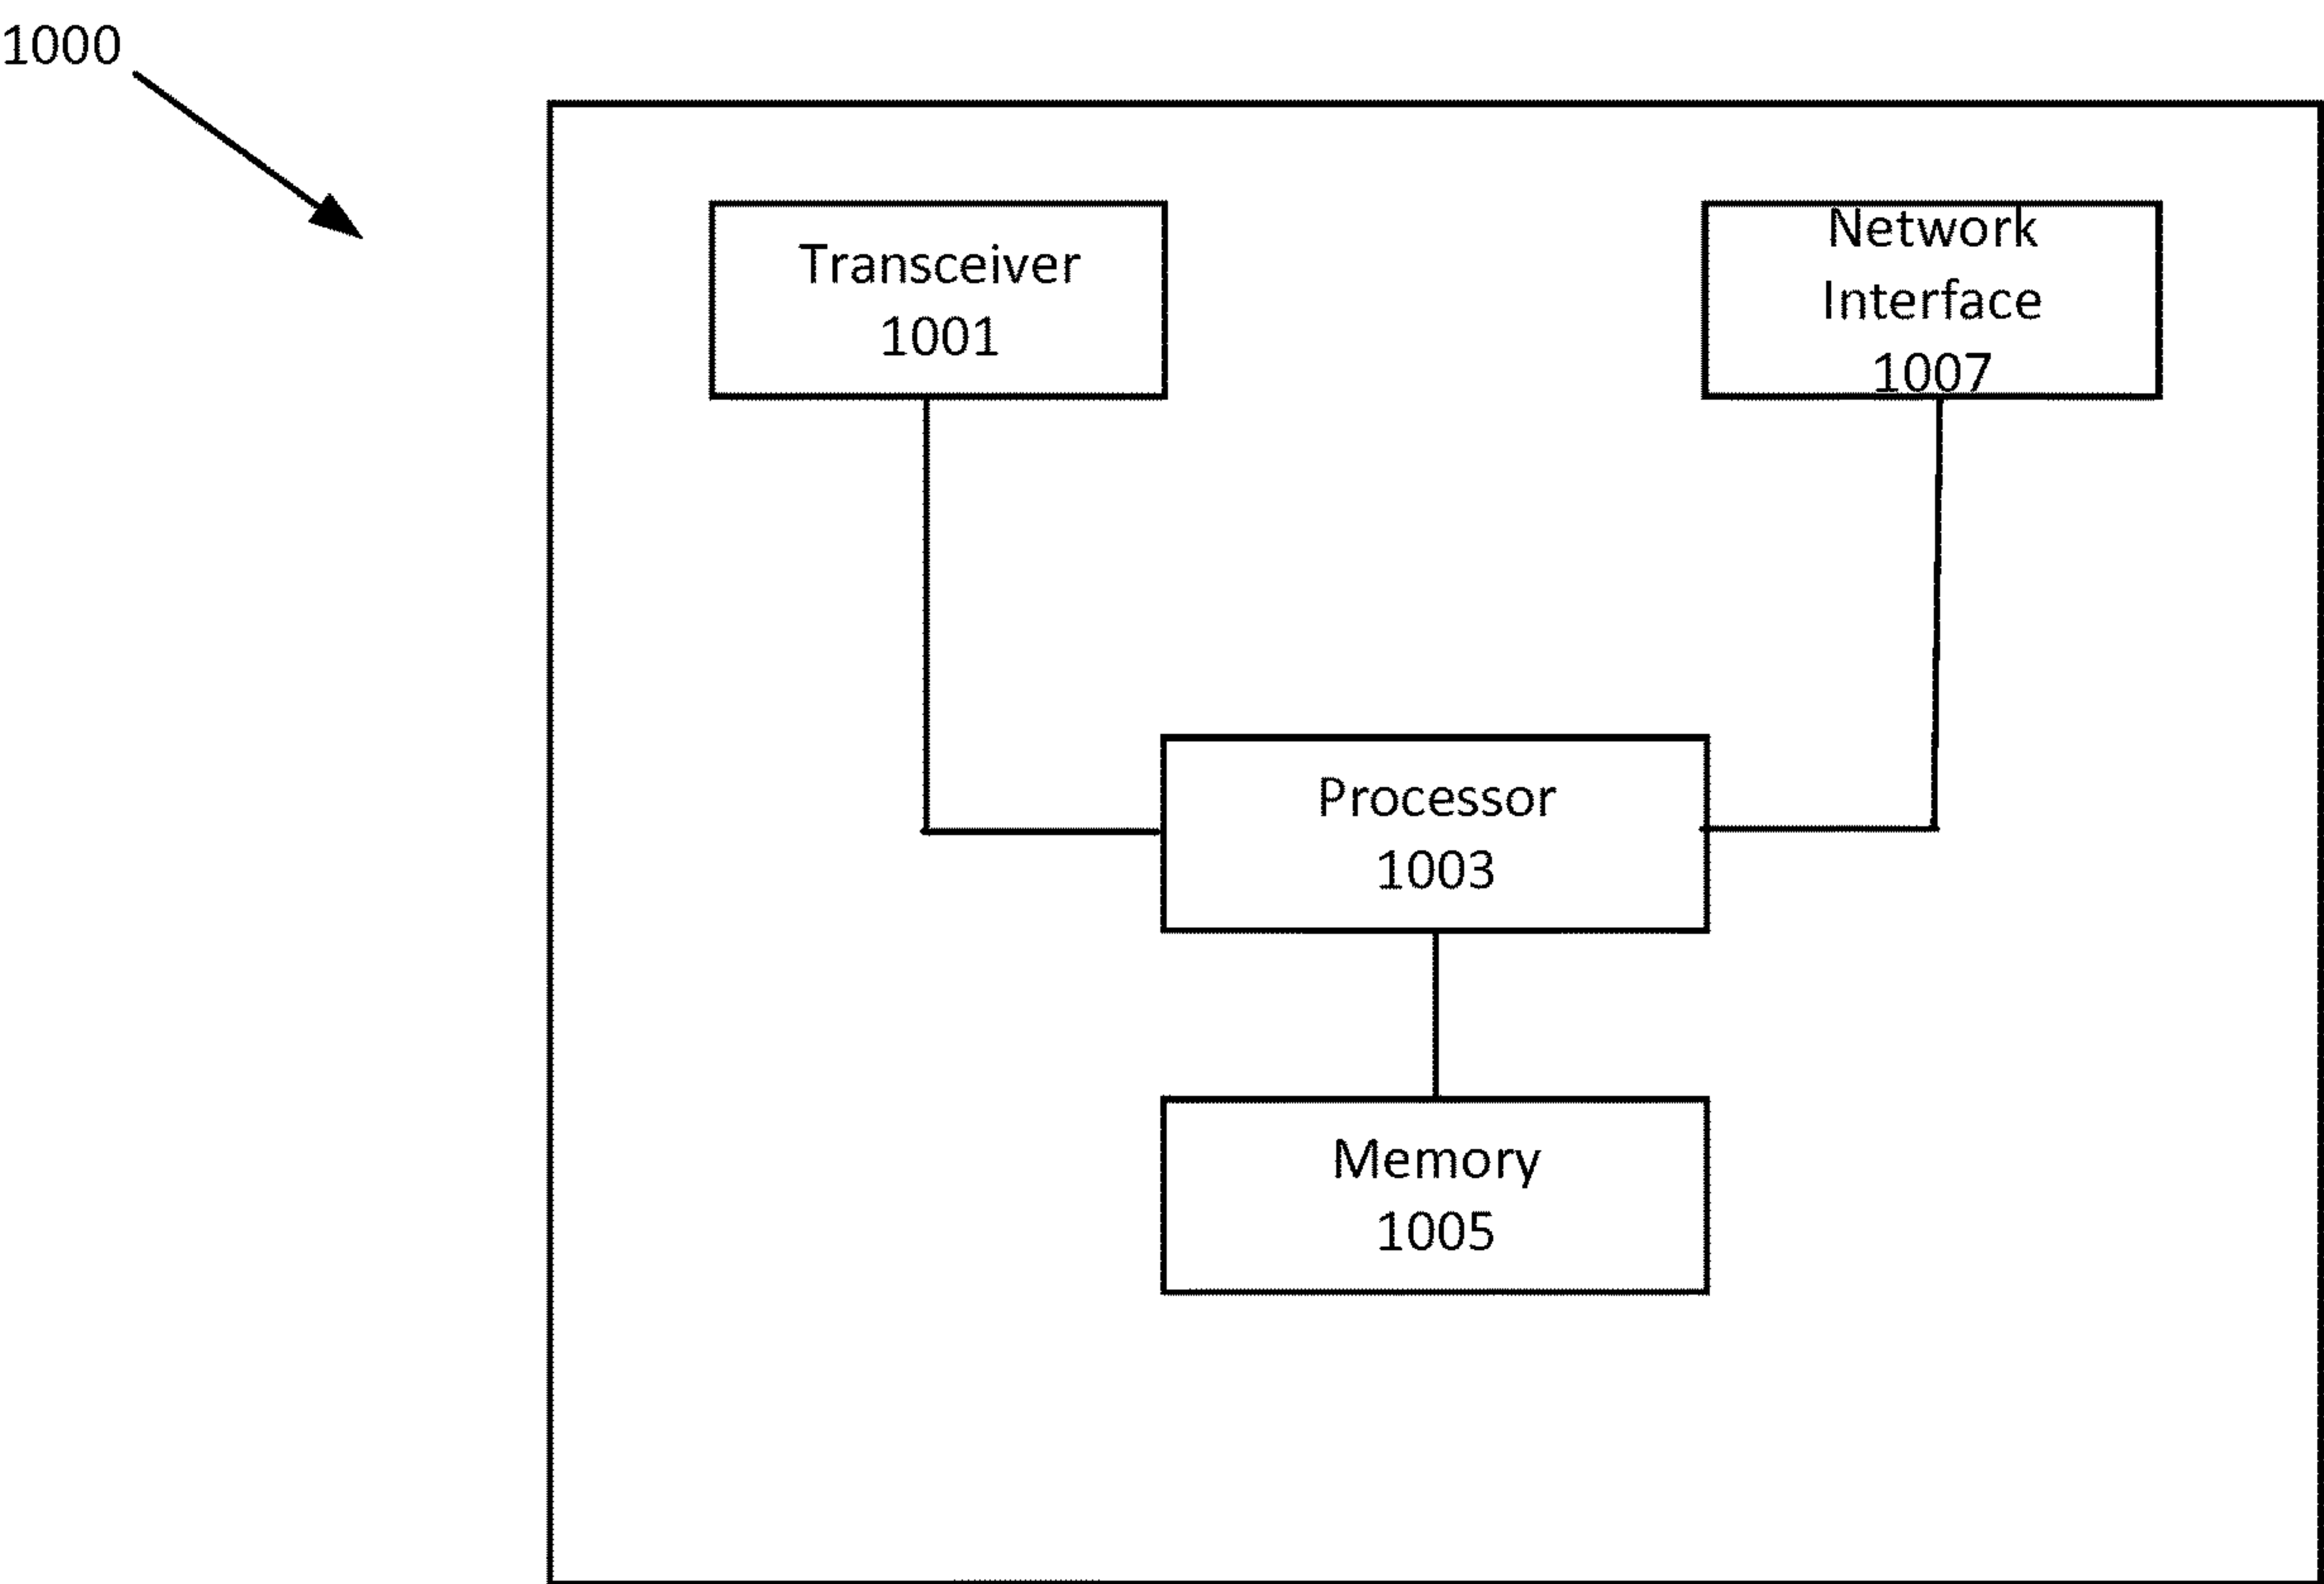 1000
Transceiver
1001
Network
Interface
1007
Processor
1003
Memory
1005